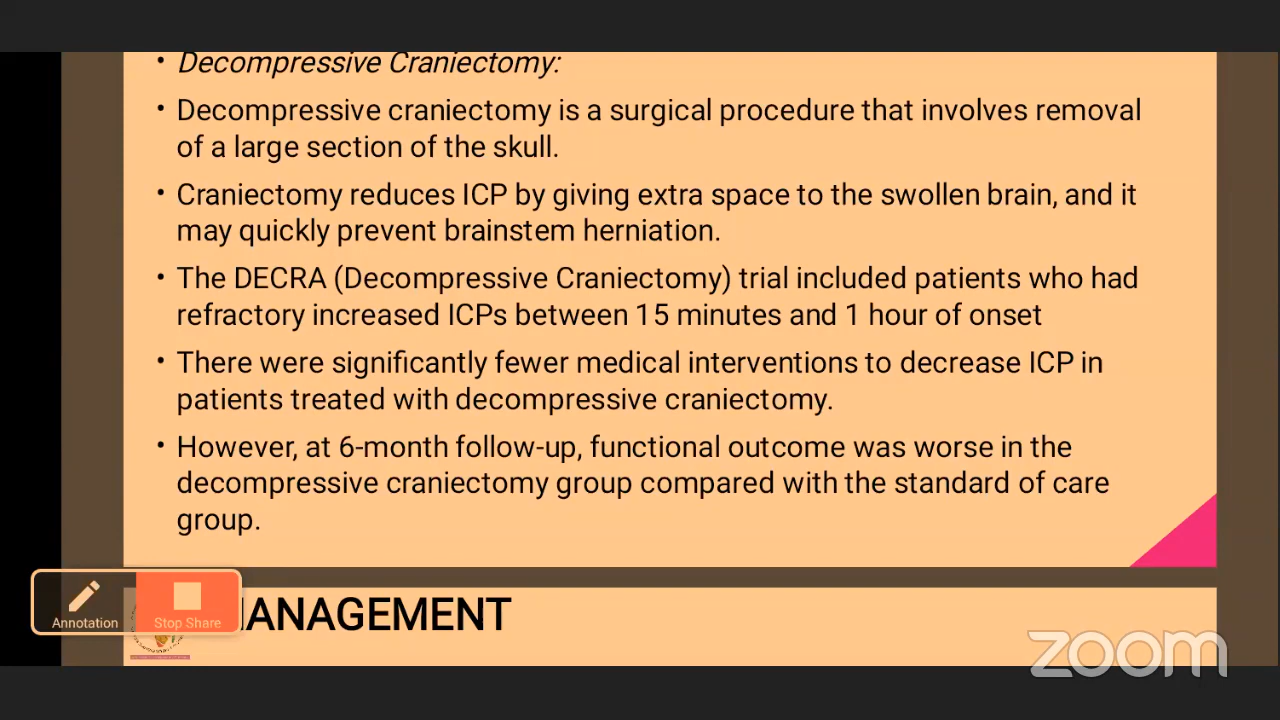 • Decompressive Craniectomy:
• Decompressive craniectomy is a surgical procedure that involves removal
of a large section of the skull.
• Craniectomy reduces ICP by giving extra space to the swollen brain, and it
may quickly prevent brainstem herniation.
• The DECRA (Decompressive Craniectomy) trial included patients who had
refractory increased ICPs between 15 minutes and 1 hour of onset
• There were significantly fewer medical interventions to decrease ICP in
patients treated with decompressive craniectomy.
• However, at 6-month follow-up, functional outcome was worse in the
decompressive craniectomy group compared with the standard of care
group.
Annotation
Stop Share
ANAGEMENT
zoom